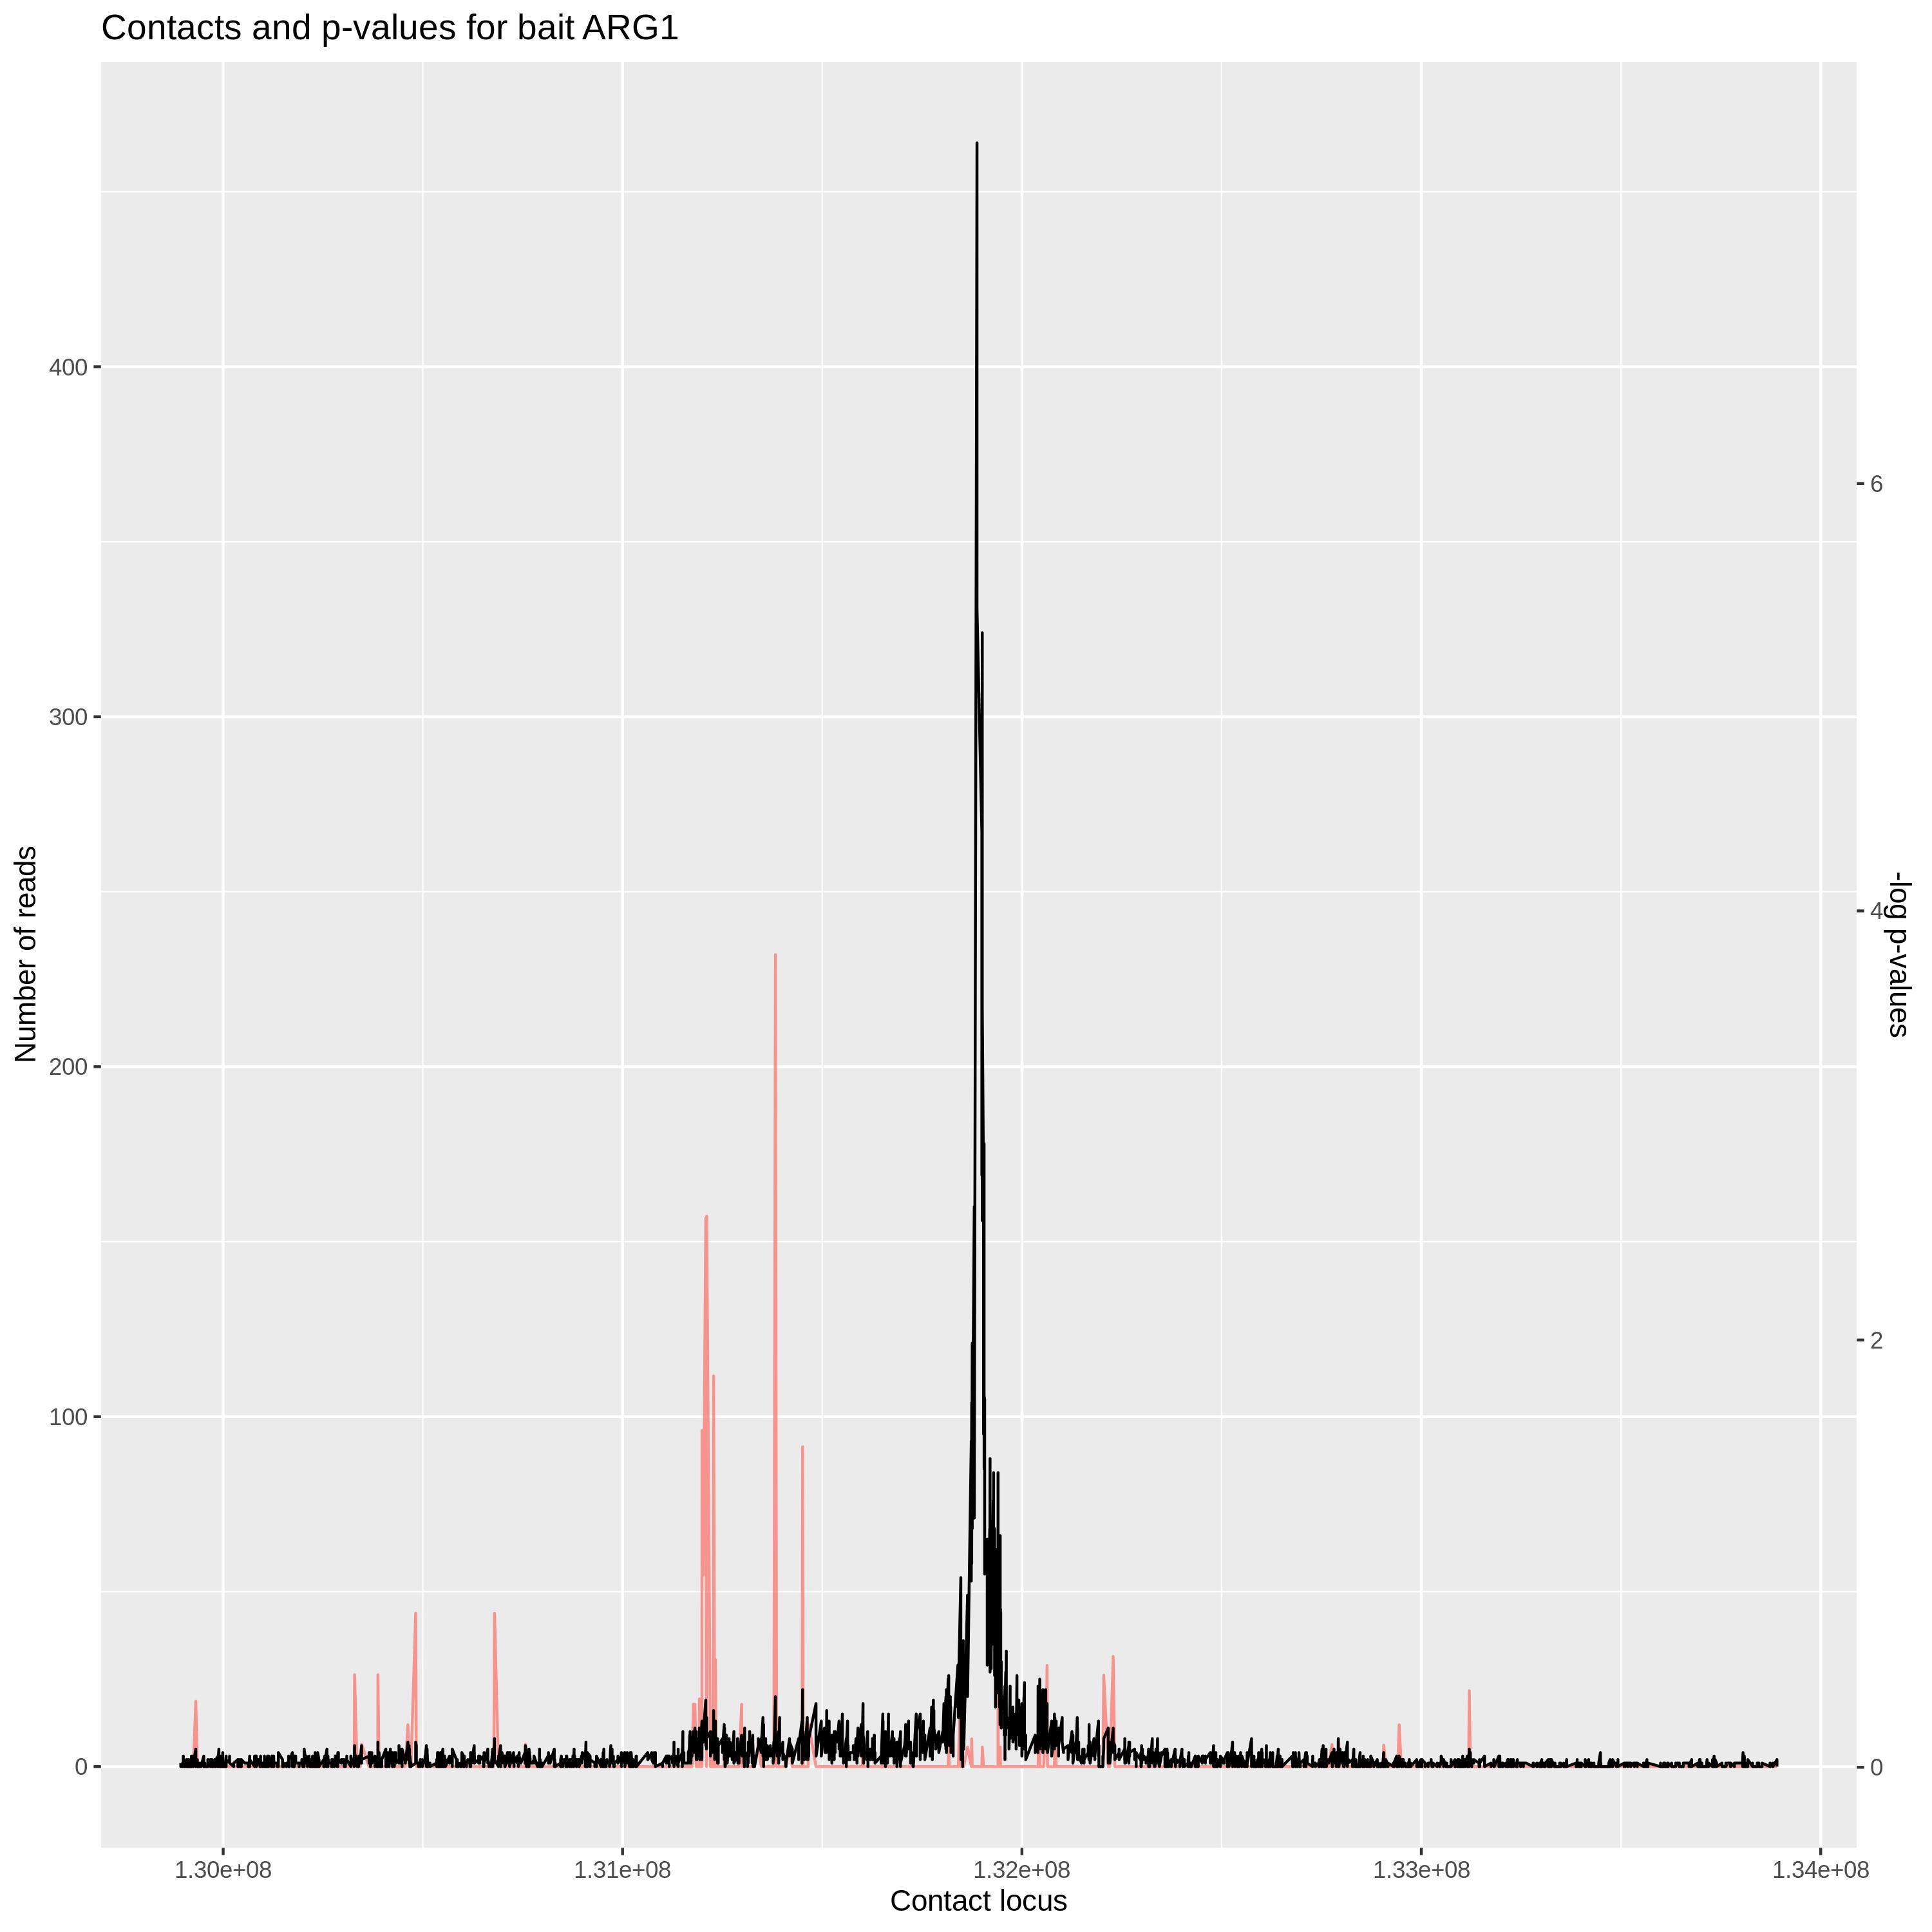 Contacts and p-values for bait ARG1
Number of reads
400
300
200
100
0
6
4
2
0
-log p-values
1.30e+08
1.31e+08
1.32e+08
1.33e+08
1.34e+08
Contact locus